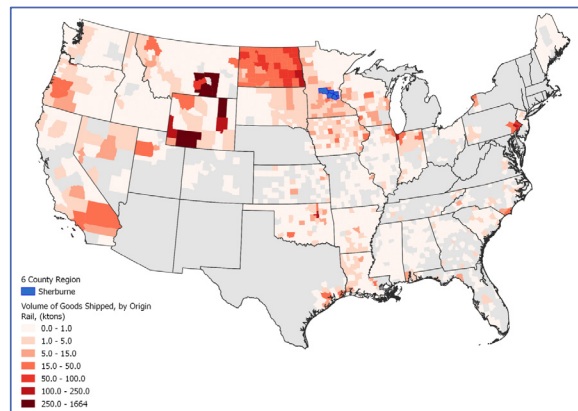 6 County Region
Sherburne
Volume of Goods Shipped, by Origin
Rail, (ktons)
0.0 - 1.0
1.0 - 5.0
5.0 - 15.0
15.0 - 50.0
50.0 - 100.0
100.0 - 250.0
250.0 - 1664